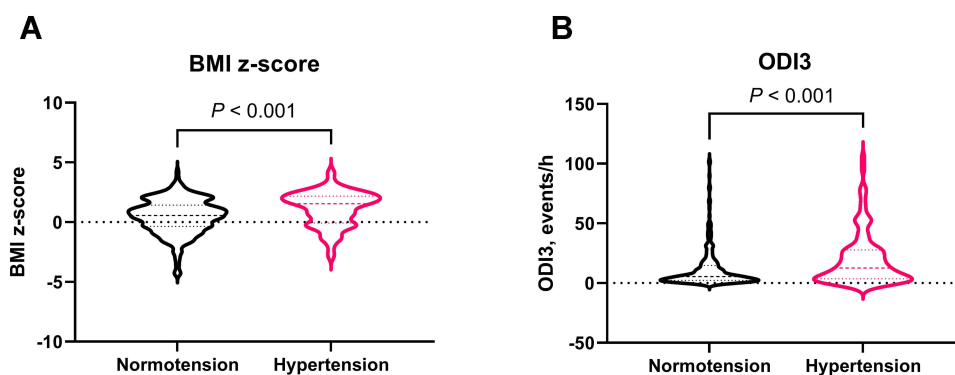 A
BMI z-score
P < 0.001
BMI z-score
10
5
0
-5
-10
Normotension
Hypertension
B
ODI3
P < 0.001
ODI3, events/h
150
100
50
0
-50
Normotension
Hypertension